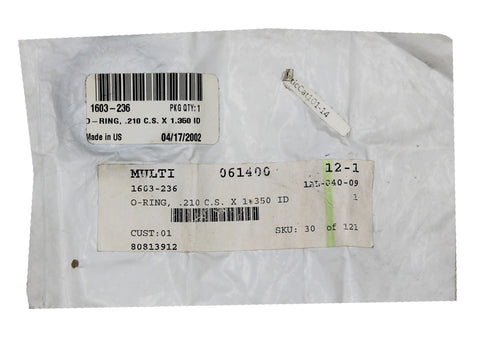 1603-236 PKG QTY:1
O-RING, .210 C.S. X 1.350 ID
Made in US 04/17/2002
MULTI 061400 12-1
1603-236
O-RING, .210 C.S. X 1.350 ID 1
CUST:01 SKU: 30 of 121
80813912